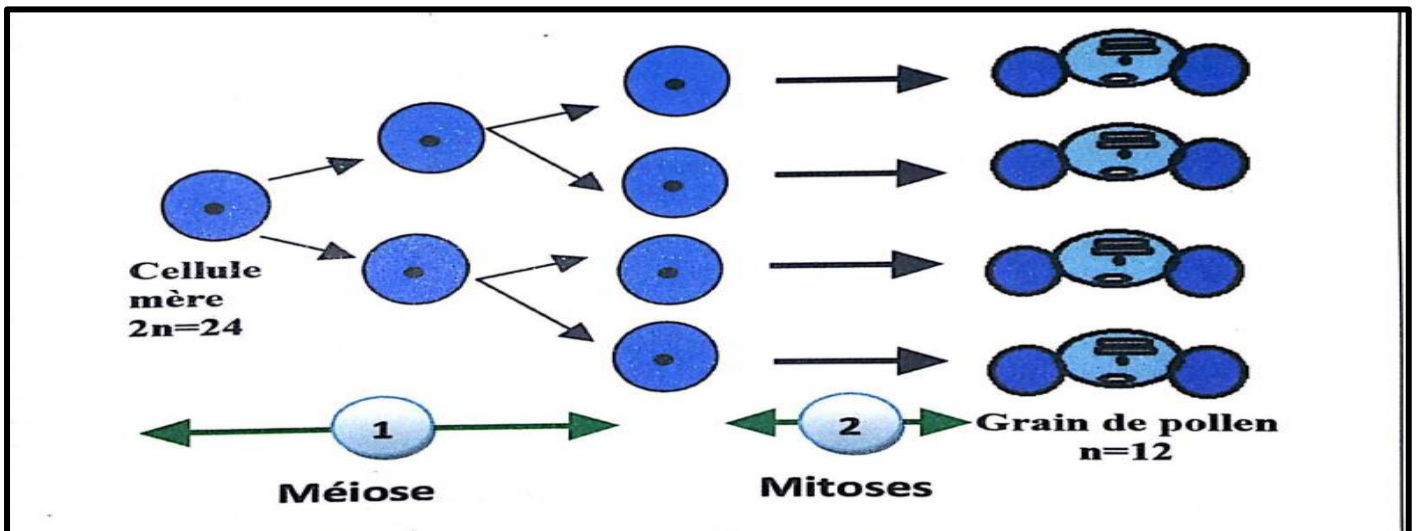 Cellule
mère
2n=24
1
2
Grain de pollen
n=12
Méiose
Mitoses